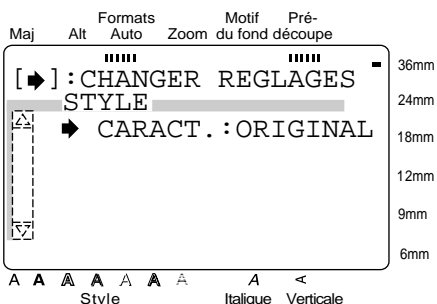 Formats Motif Pré-
Maj Alt Auto Zoom du fond découpe
[➧]:CHANGER REGLAGES
STYLE
➧ CARACT.:ORIGINAL
36mm
24mm
18mm
12mm
9mm
6mm
A A A A A A A A <
Style Italique Verticale